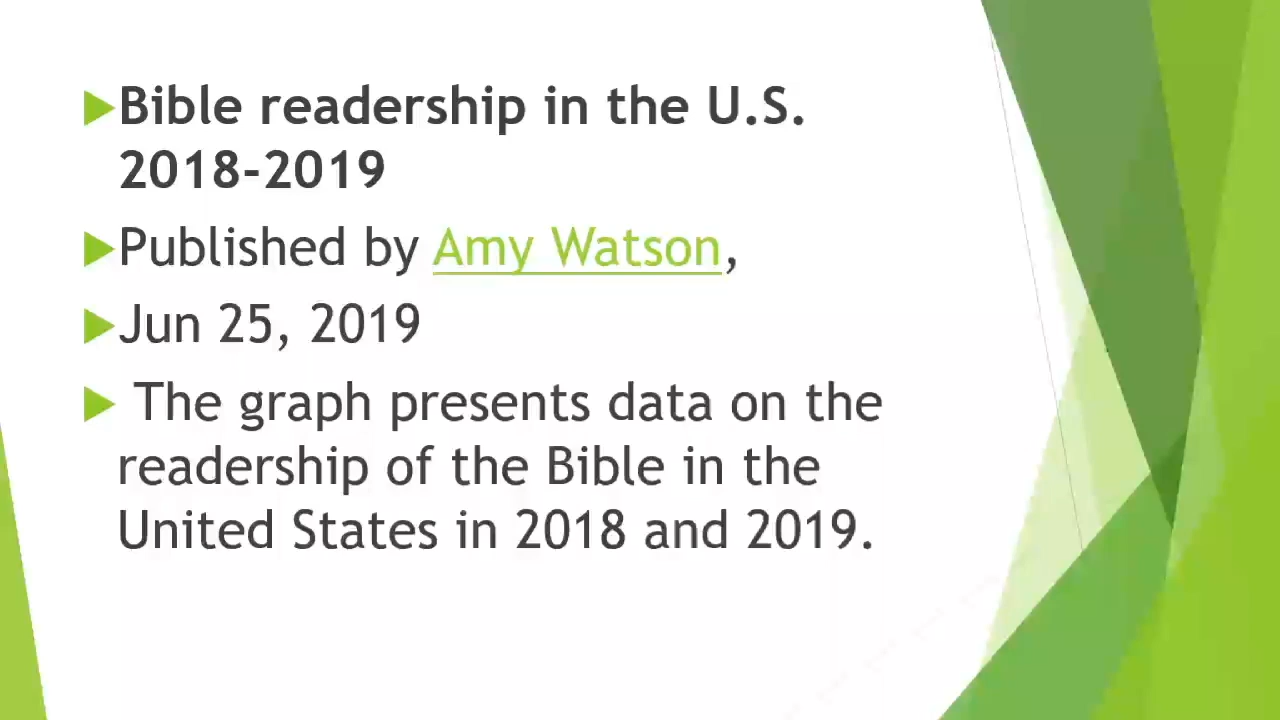 Bible readership in the U.S.
2018-2019
Published by Amy Watson,
Jun 25, 2019
The graph presents data on the
readership of the Bible in the
United States in 2018 and 2019.